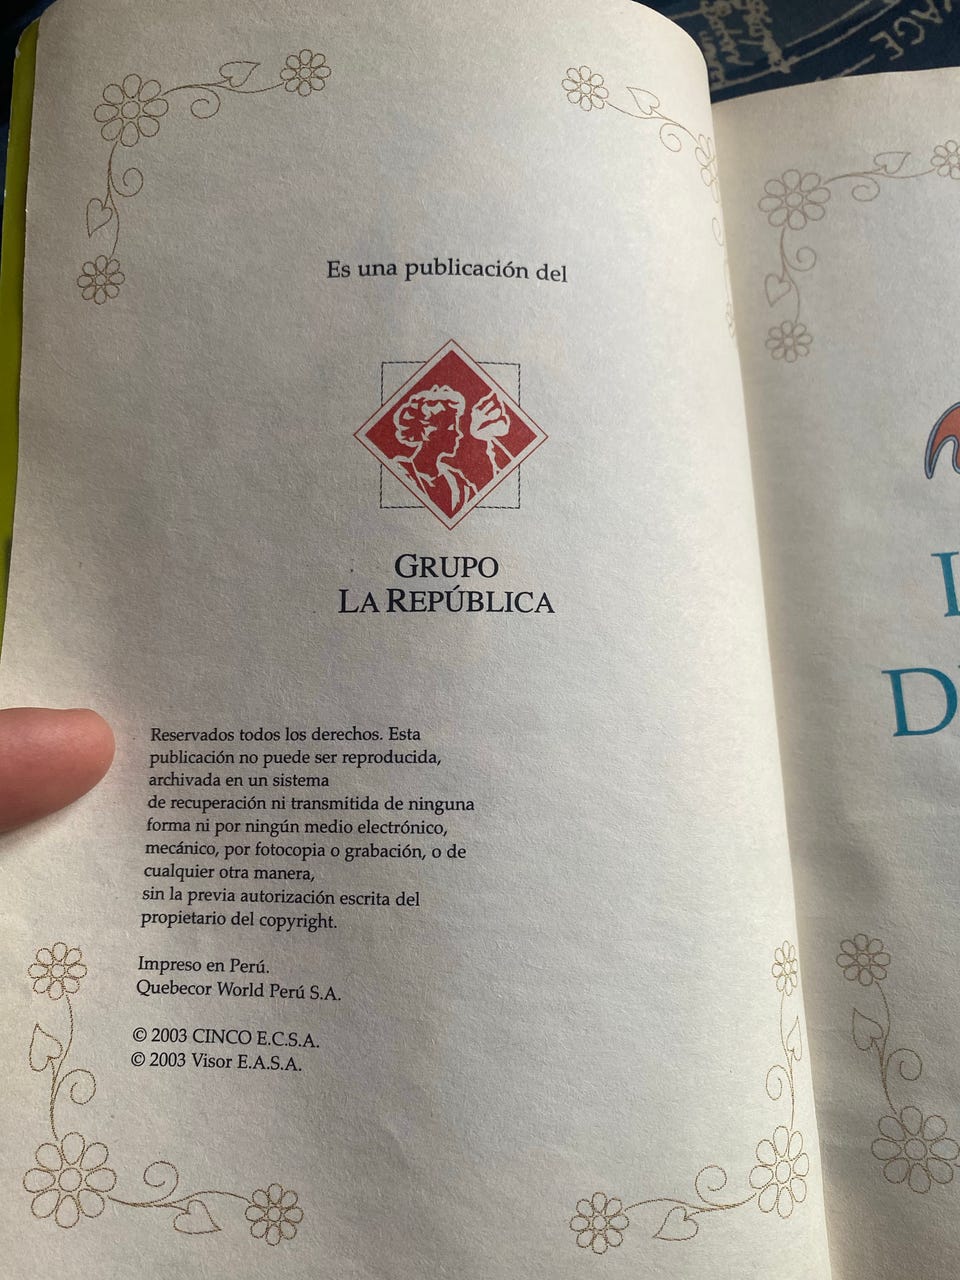 Es una publicación del
GRUPO
LA REPÚBLICA
Reservados todos los derechos. Esta
publicación no puede ser reproducida,
archivada en un sistema
de recuperación ni transmitida de ninguna
forma ni por ningún medio electrónico,
mecánico, por fotocopia o grabación, o de
cualquier otra manera,
sin la previa autorización escrita del
propietario del copyright.
Impreso en Perú.
Quebecor World Perú S.A.
© 2003 CINCO E.C.S.A.
© 2003 Visor E.A.S.A.